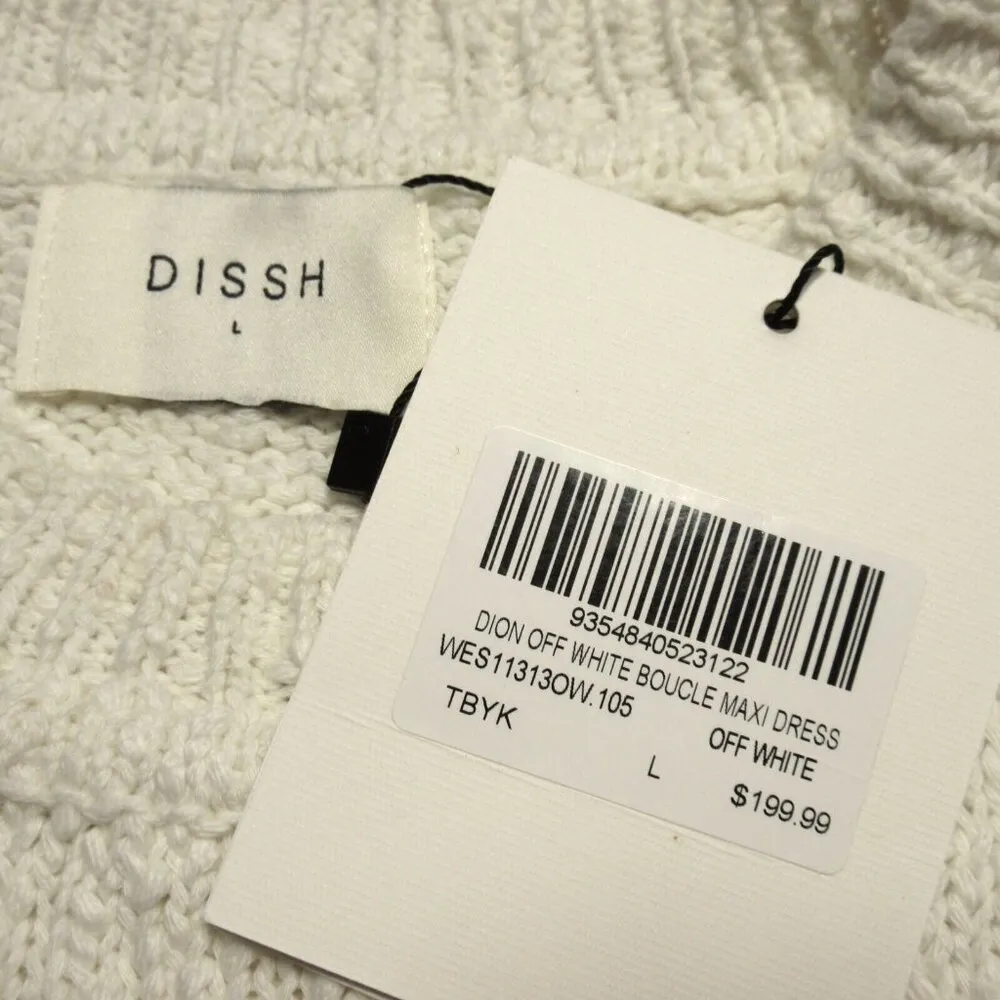 DISSH
L
9354840523122
DION OFF WHITE BOUCLE MAXI DRESS
WES11313OW.105
OFF WHITE
TBYK
L
$199.99